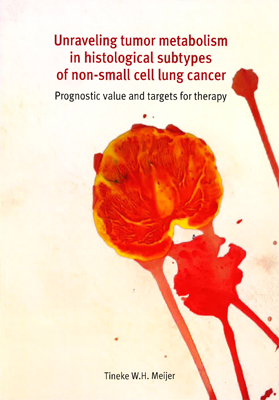 Unraveling tumor metabolism
in histological subtypes
of non-small cell lung cancer
Prognostic value and targets for therapy
Tineke W.H. Meijer